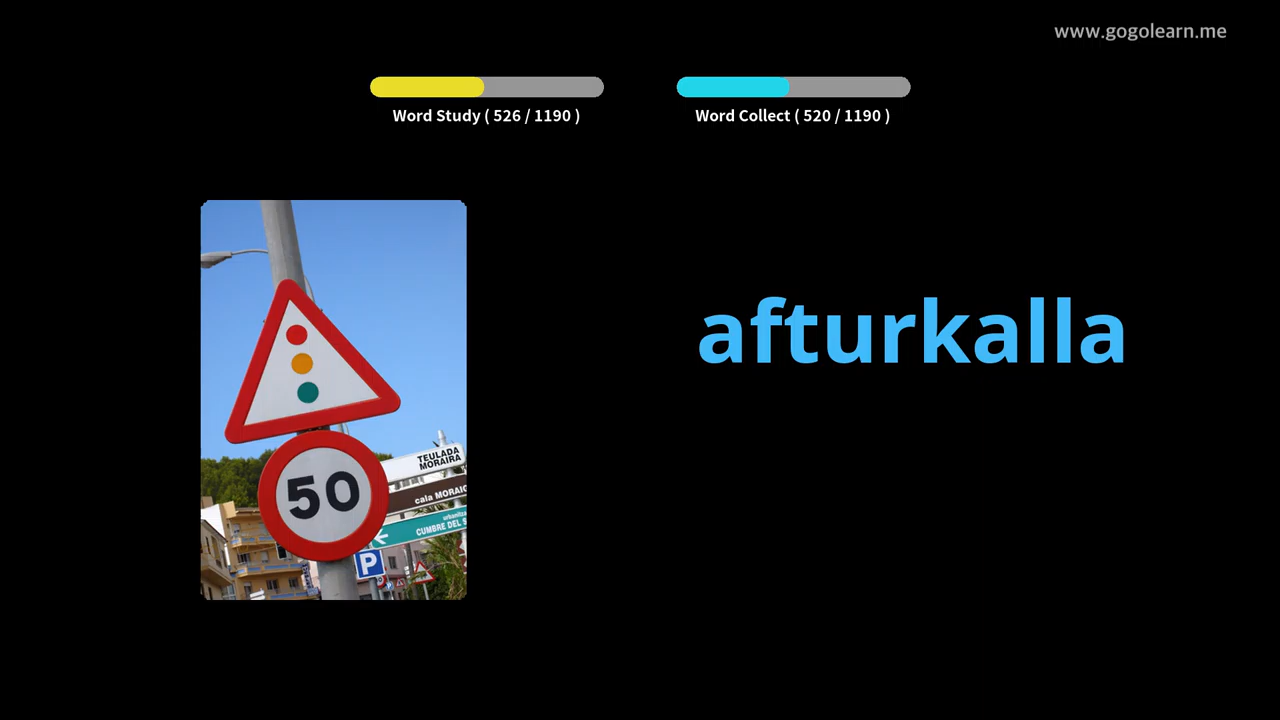 www.gogolearn.me
Word Study ( 526 / 1190 )
Word Collect ( 520 / 1190 )
afturkalla
50
TEULADA
MORAIRA
cala MORAIG
CUMBRE DEL S
P